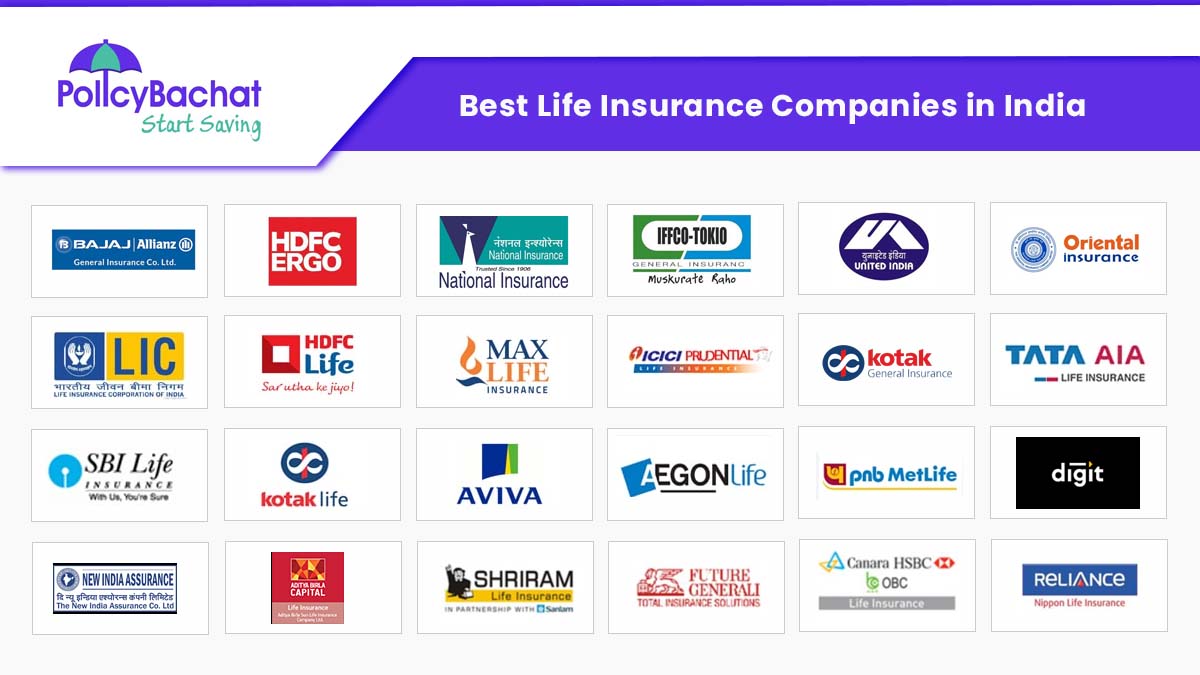 PolicyBachat
Start Saving
Best Life Insurance Companies in India
BAJAJ | Allianz
General Insurance Co. Ltd.
HDFC
ERGO
नेशनल इन्श्योरेन्स
National Insurance
Trusted Since 1906
National Insurance
IFFCO-TOKIO
GENERAL INSURANC
Muskurate Raho
युनाइटेड इंडिया
UNITED INDIA
Oriental
insurance
LIC
भारतीय जीवन बीमा निगम
LIFE INSURANCE CORPORATION OF INDIA
HDFC
Life
Sar utha ke jiyo!
MAX
LIFE
INSURANCE
ICICI PRUDENTIAL
LIFE INSURANCE
kotak
General Insurance
TATA AIA
LIFE INSURANCE
SBI Life
INSURANCE
With Us, You're Sure
kotak life
AVIVA
AEGONLife
pnb MetLife
digit
NEW INDIA ASSURANCE
दि न्यू इन्डिया एश्योरन्स कंपनी लिमिटेड
The New India Assurance Co. Ltd
ADITYA BIRLA
CAPITAL
Life Insurance
Aditya Birla Sun Life Insurance
Company Ltd.
SHRIRAM
Life Insurance
IN PARTNERSHIP WITH Sanlam
FUTURE
GENERALI
TOTAL INSURANCE SOLUTIONS
Canara HSBC
OBC
Life Insurance
RELIANCE
Nippon Life Insurance